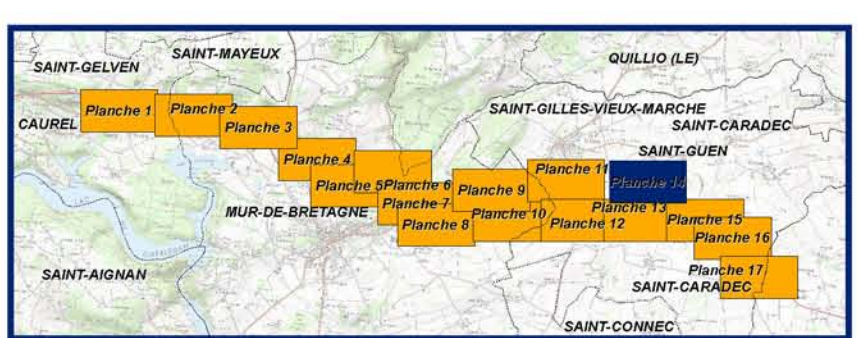 SAINT-MAYEUX
QUILLIO (LE)
SAINT-GELVEN
Planche 1
Planche 2
SAINT-GILLES-VIEUX-MARCHE
CAUREL
Planche 3
SAINT-CARADEC
SAINT-GUEN
Planche 4
Planche 11
Planche 14
Planche 5
Planche 6
Planche 9
Planche 7
MUR-DE-BRETAGNE
Planche 10
Planche 13
Planche 8
Planche 12
Planche 15
Planche 16
SAINT-AIGNAN
Planche 17
SAINT-CARADEC
SAINT-CONNEC